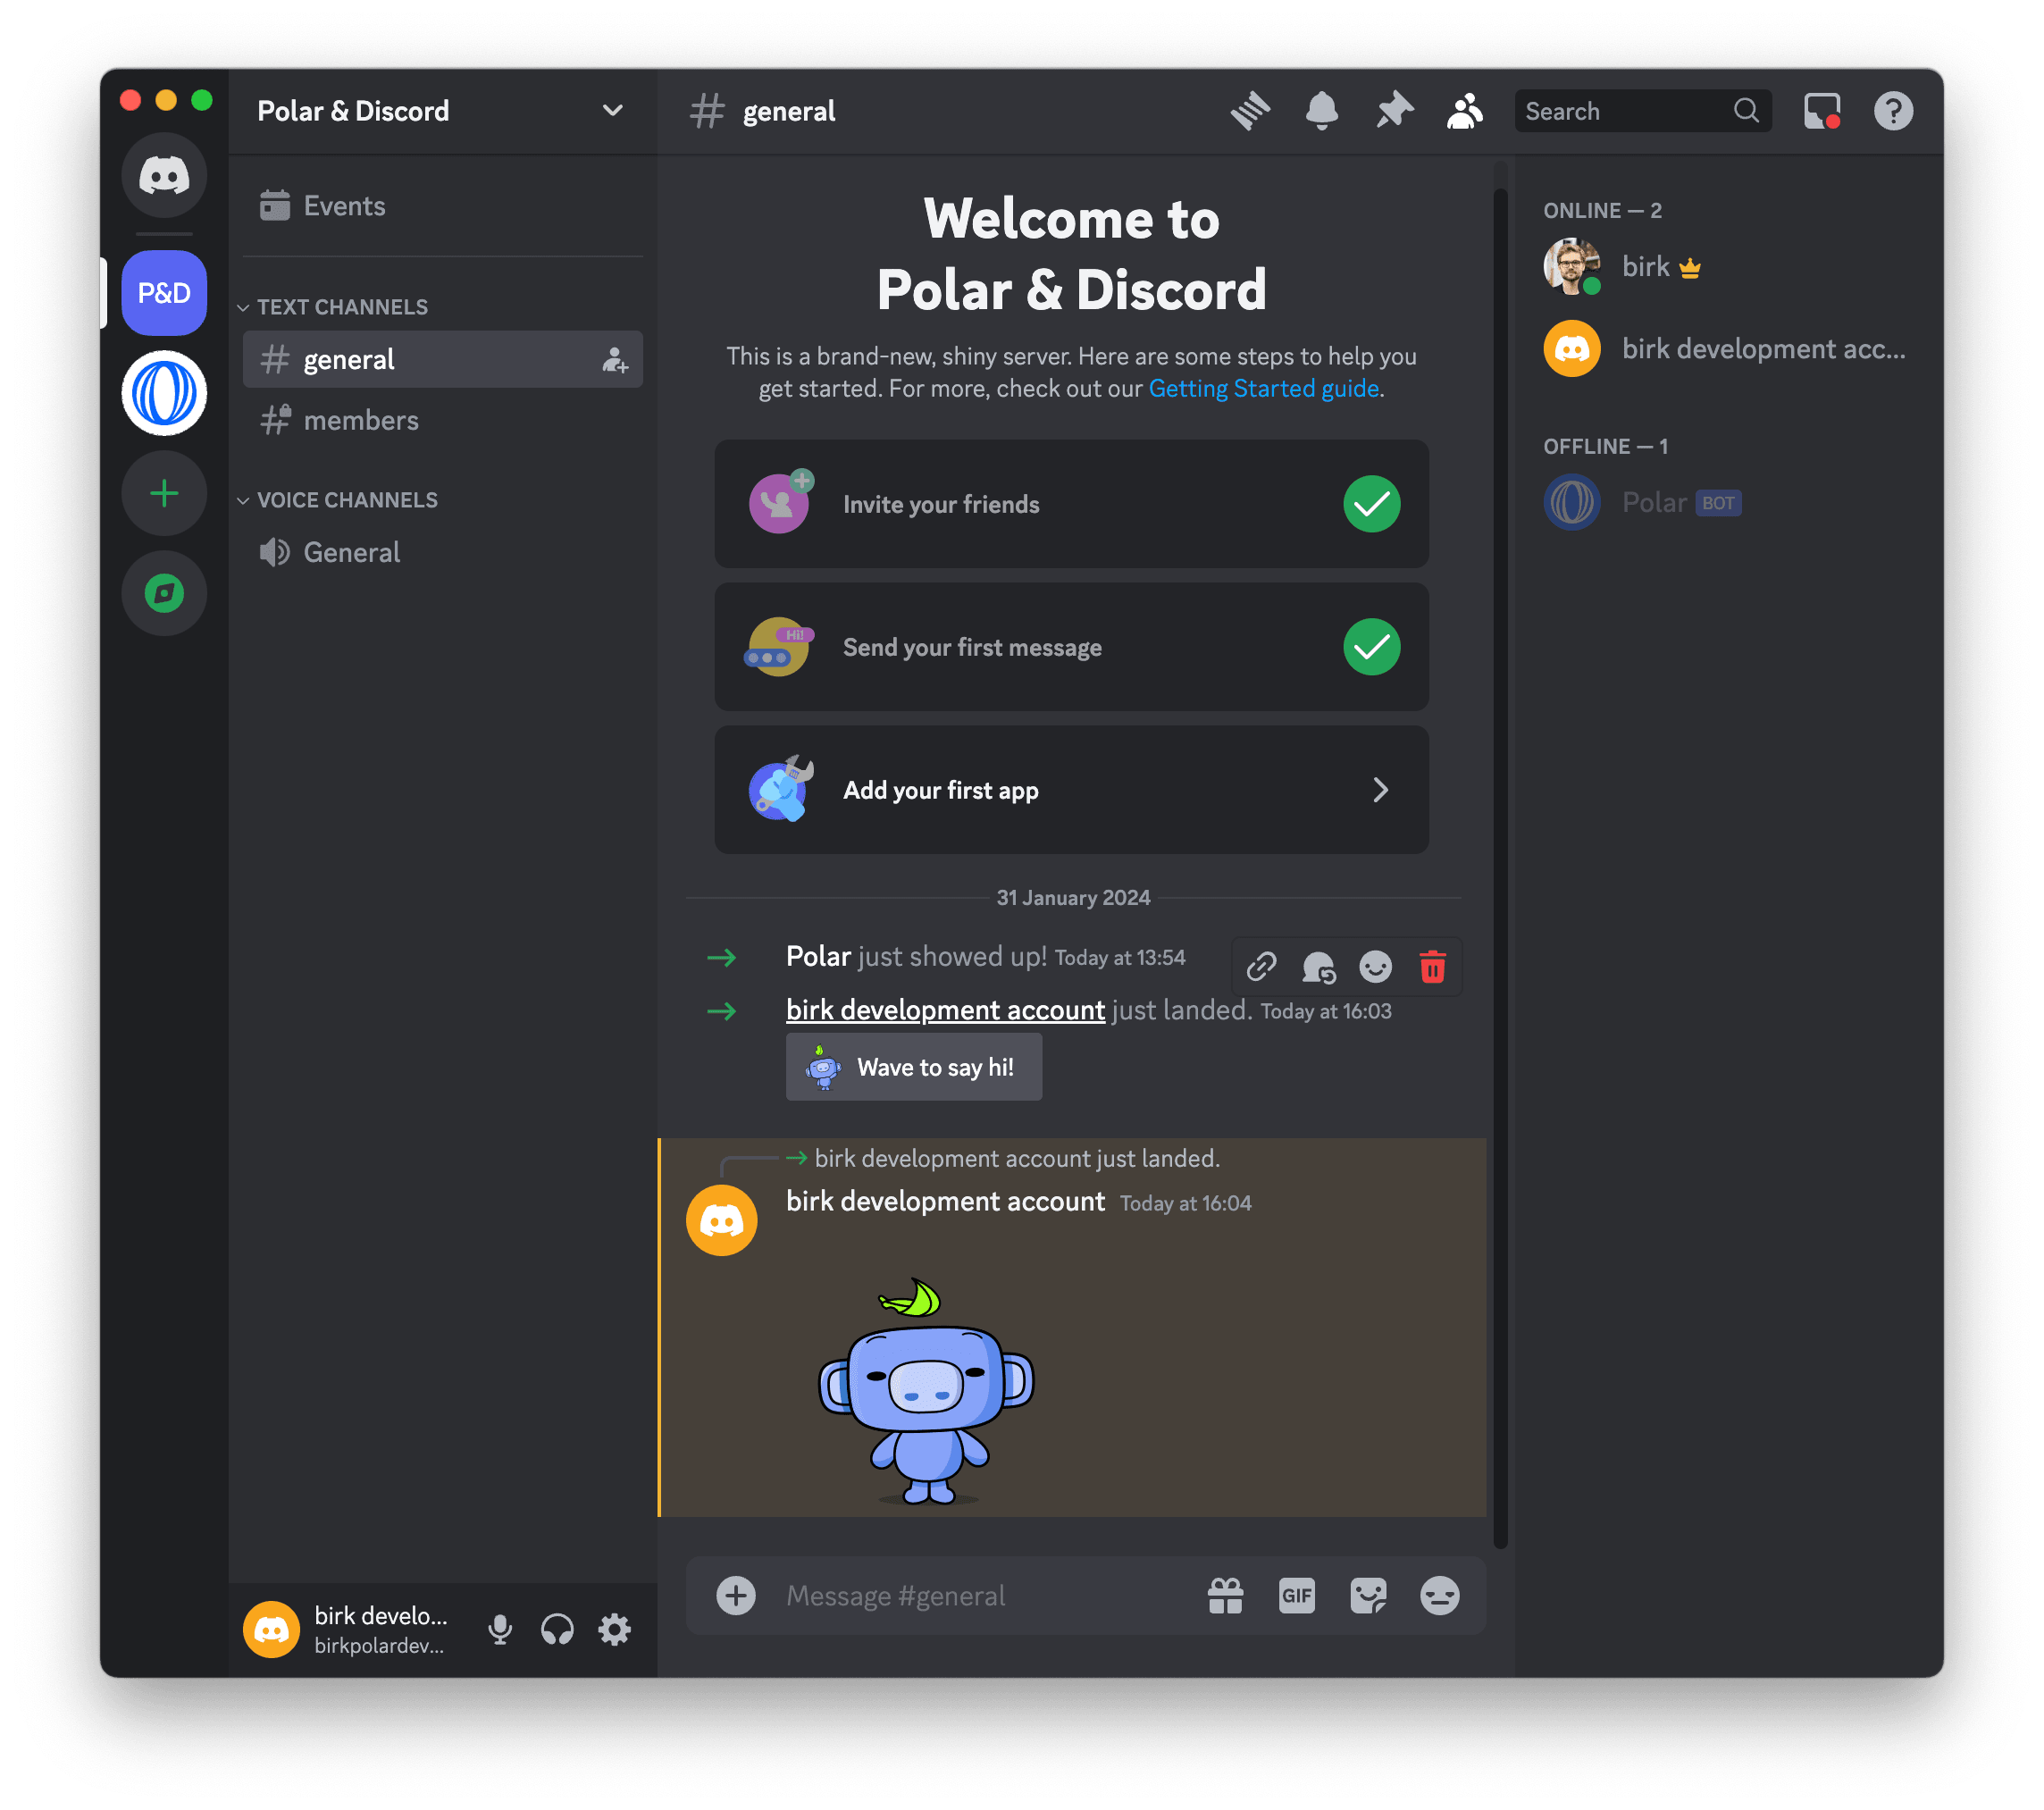 Polar & Discord
P&D
Events
TEXT CHANNELS
general
members
VOICE CHANNELS
General
birk develo...
birkpolardev...
general
Search
?
Welcome to
Polar & Discord
This is a brand-new, shiny server. Here are some steps to help you
get started. For more, check out our Getting Started guide.
Invite your friends
Hi!
Send your first message
Add your first app
31 January 2024
Polar just showed up! Today at 13:54
birk development account just landed. Today at 16:03
Wave to say hi!
birk development account just landed.
birk development account Today at 16:04
Message #general
GIF
ONLINE — 2
birk
birk development acc...
OFFLINE — 1
Polar BOT